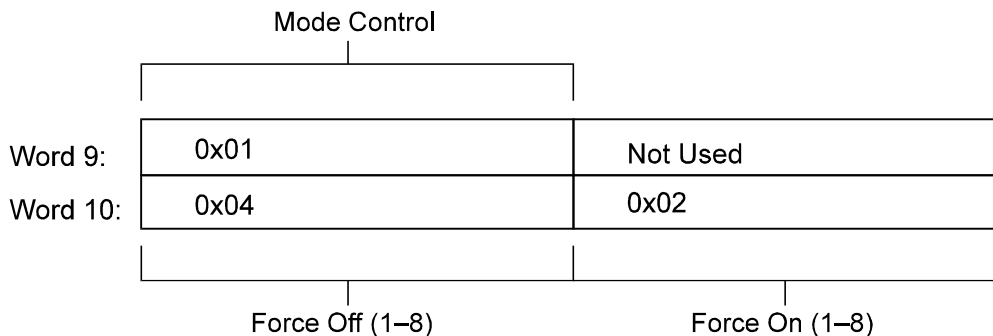 Mode Control
Word 9: 0x01 Not Used
Word 10: 0x04 0x02
Force Off (1–8) Force On (1–8)